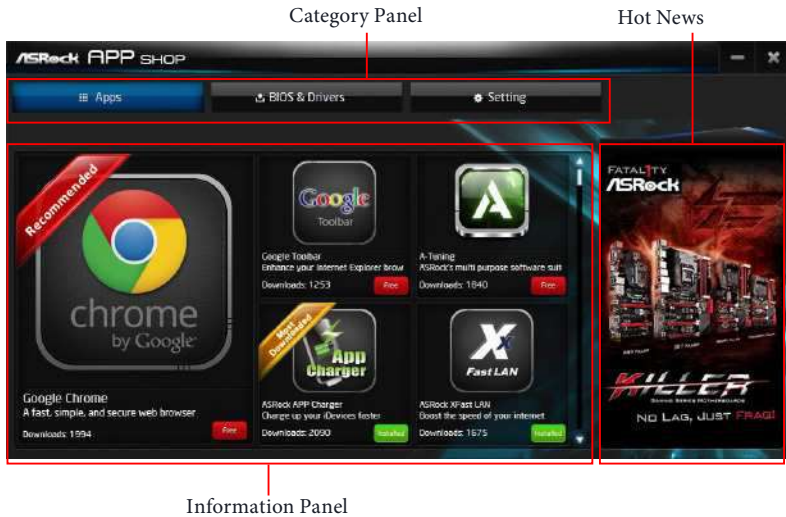 Category Panel
Hot News
ASRock APP SHOP
Apps
BIOS & Drivers
Setting
Recommended
chrome
by Google
Google Chrome
A fast, simple, and secure web browser
Downloads: 1994
Free
Google
Toolbar
Google Toolbar
Enhance your Internet Explorer brow
Downloads: 1253
Free
A-Tuning
ASRock's multi purpose software suit
Downloads: 1840
Free
Most Downloaded
App
Charger
ASRock APP Charger
Charge up your iDevices faster
Downloads: 2090
Installed
X
Fast LAN
ASRock XFast LAN
Boost the speed of your internet
Downloads: 1675
Installed
FATAL1TY
ASRock
KILLER
GAMING SERIES MOTHERBOARDS
NO LAG, JUST FRAG!
Information Panel